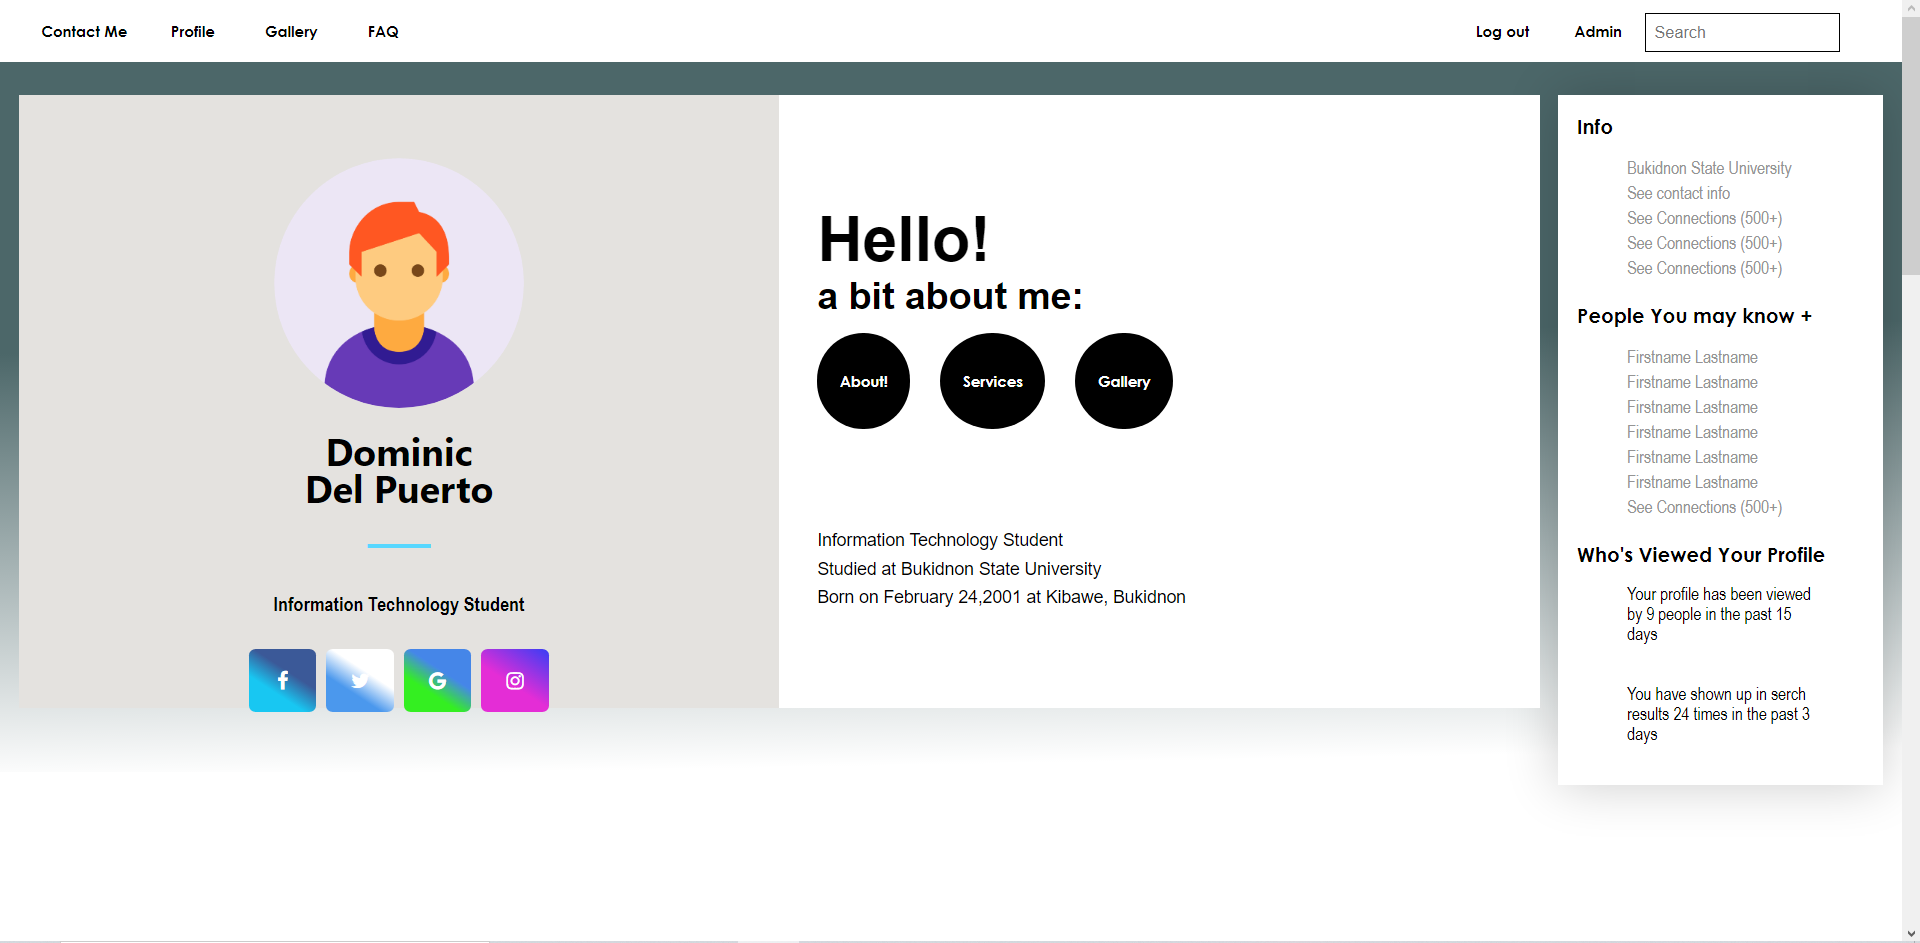 Contact Me Profile Gallery FAQ Log out Admin Search
Dominic
Del Puerto
Information Technology Student
Hello!
a bit about me:
About! Services Gallery
Information Technology Student
Studied at Bukidnon State University
Born on February 24,2001 at Kibawe, Bukidnon
Info
Bukidnon State University
See contact info
See Connections (500+)
See Connections (500+)
See Connections (500+)
People You may know +
Firstname Lastname
Firstname Lastname
Firstname Lastname
Firstname Lastname
Firstname Lastname
Firstname Lastname
See Connections (500+)
Who's Viewed Your Profile
Your profile has been viewed
by 9 people in the past 15
days
You have shown up in serch
results 24 times in the past 3
days